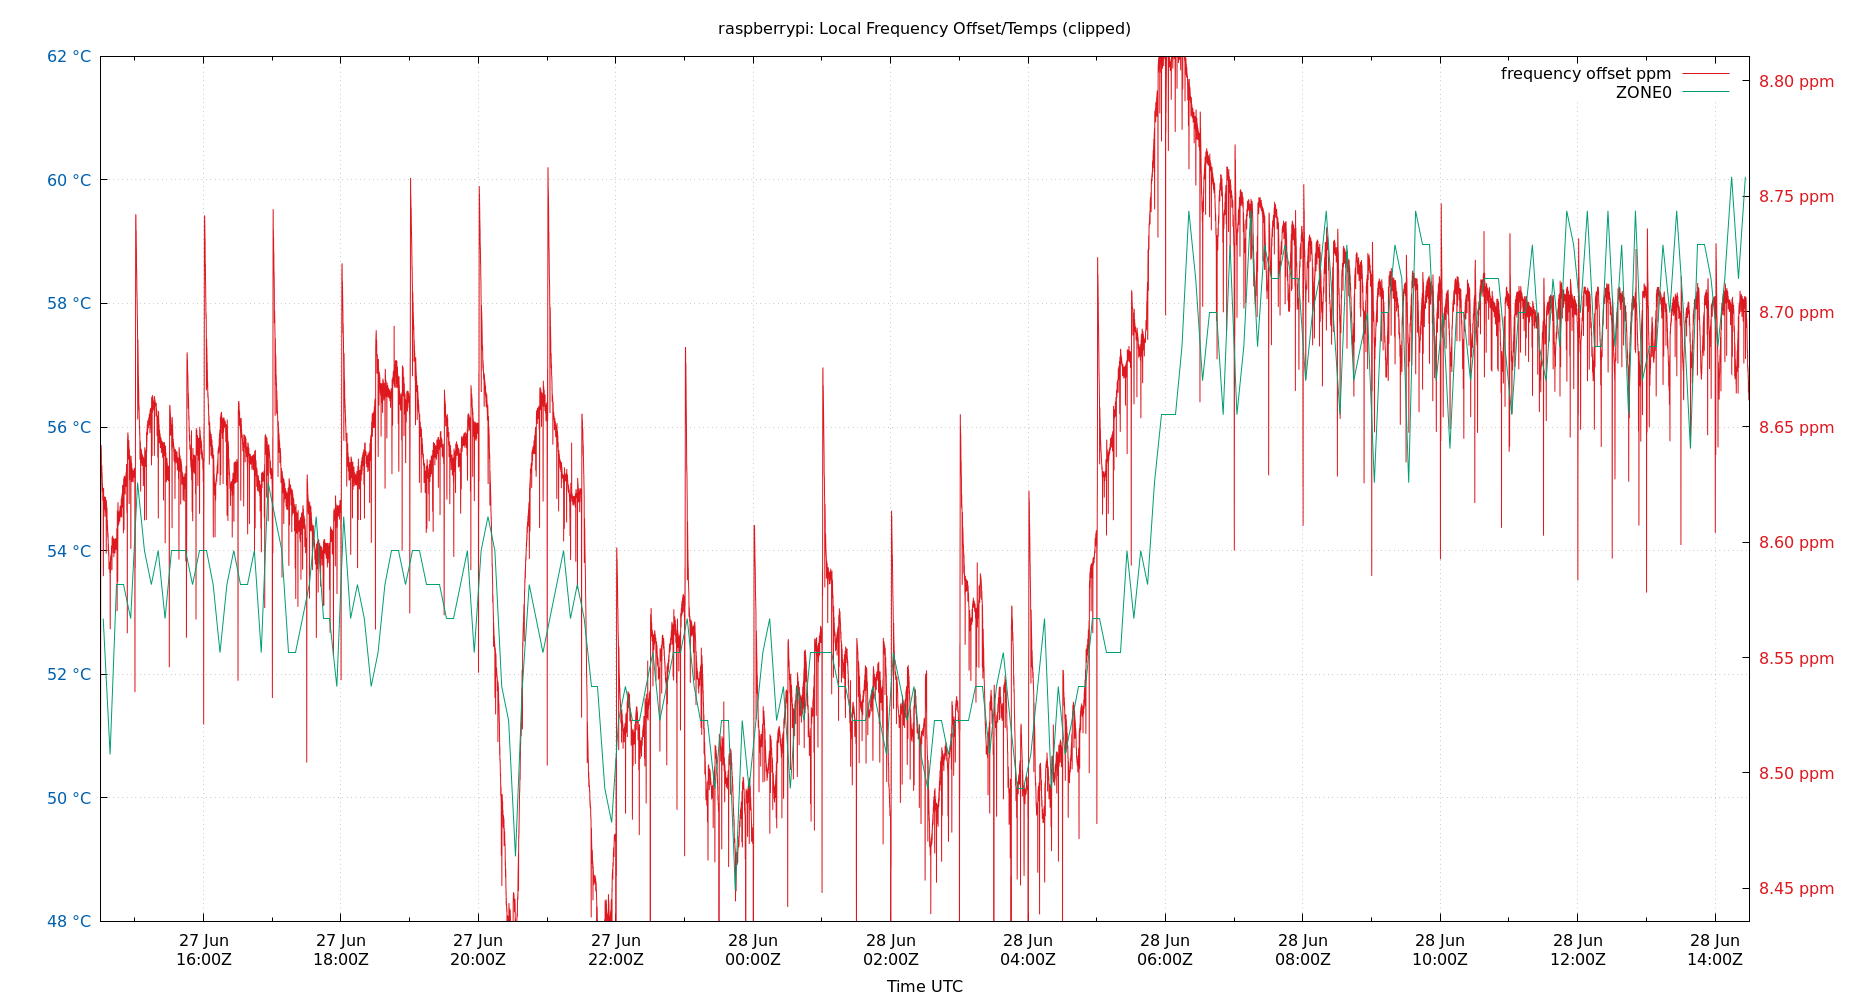 raspberrypi: Local Frequency Offset/Temps (clipped)
62 °C
60 °C
58 °C
56 °C
54 °C
52 °C
50 °C
48 °C
frequency offset ppm
ZONE0
8.80 ppm
8.75 ppm
8.70 ppm
8.65 ppm
8.60 ppm
8.55 ppm
8.50 ppm
8.45 ppm
27 Jun
16:00Z
27 Jun
18:00Z
27 Jun
20:00Z
27 Jun
22:00Z
28 Jun
00:00Z
28 Jun
02:00Z
28 Jun
04:00Z
28 Jun
06:00Z
28 Jun
08:00Z
28 Jun
10:00Z
28 Jun
12:00Z
28 Jun
14:00Z
Time UTC